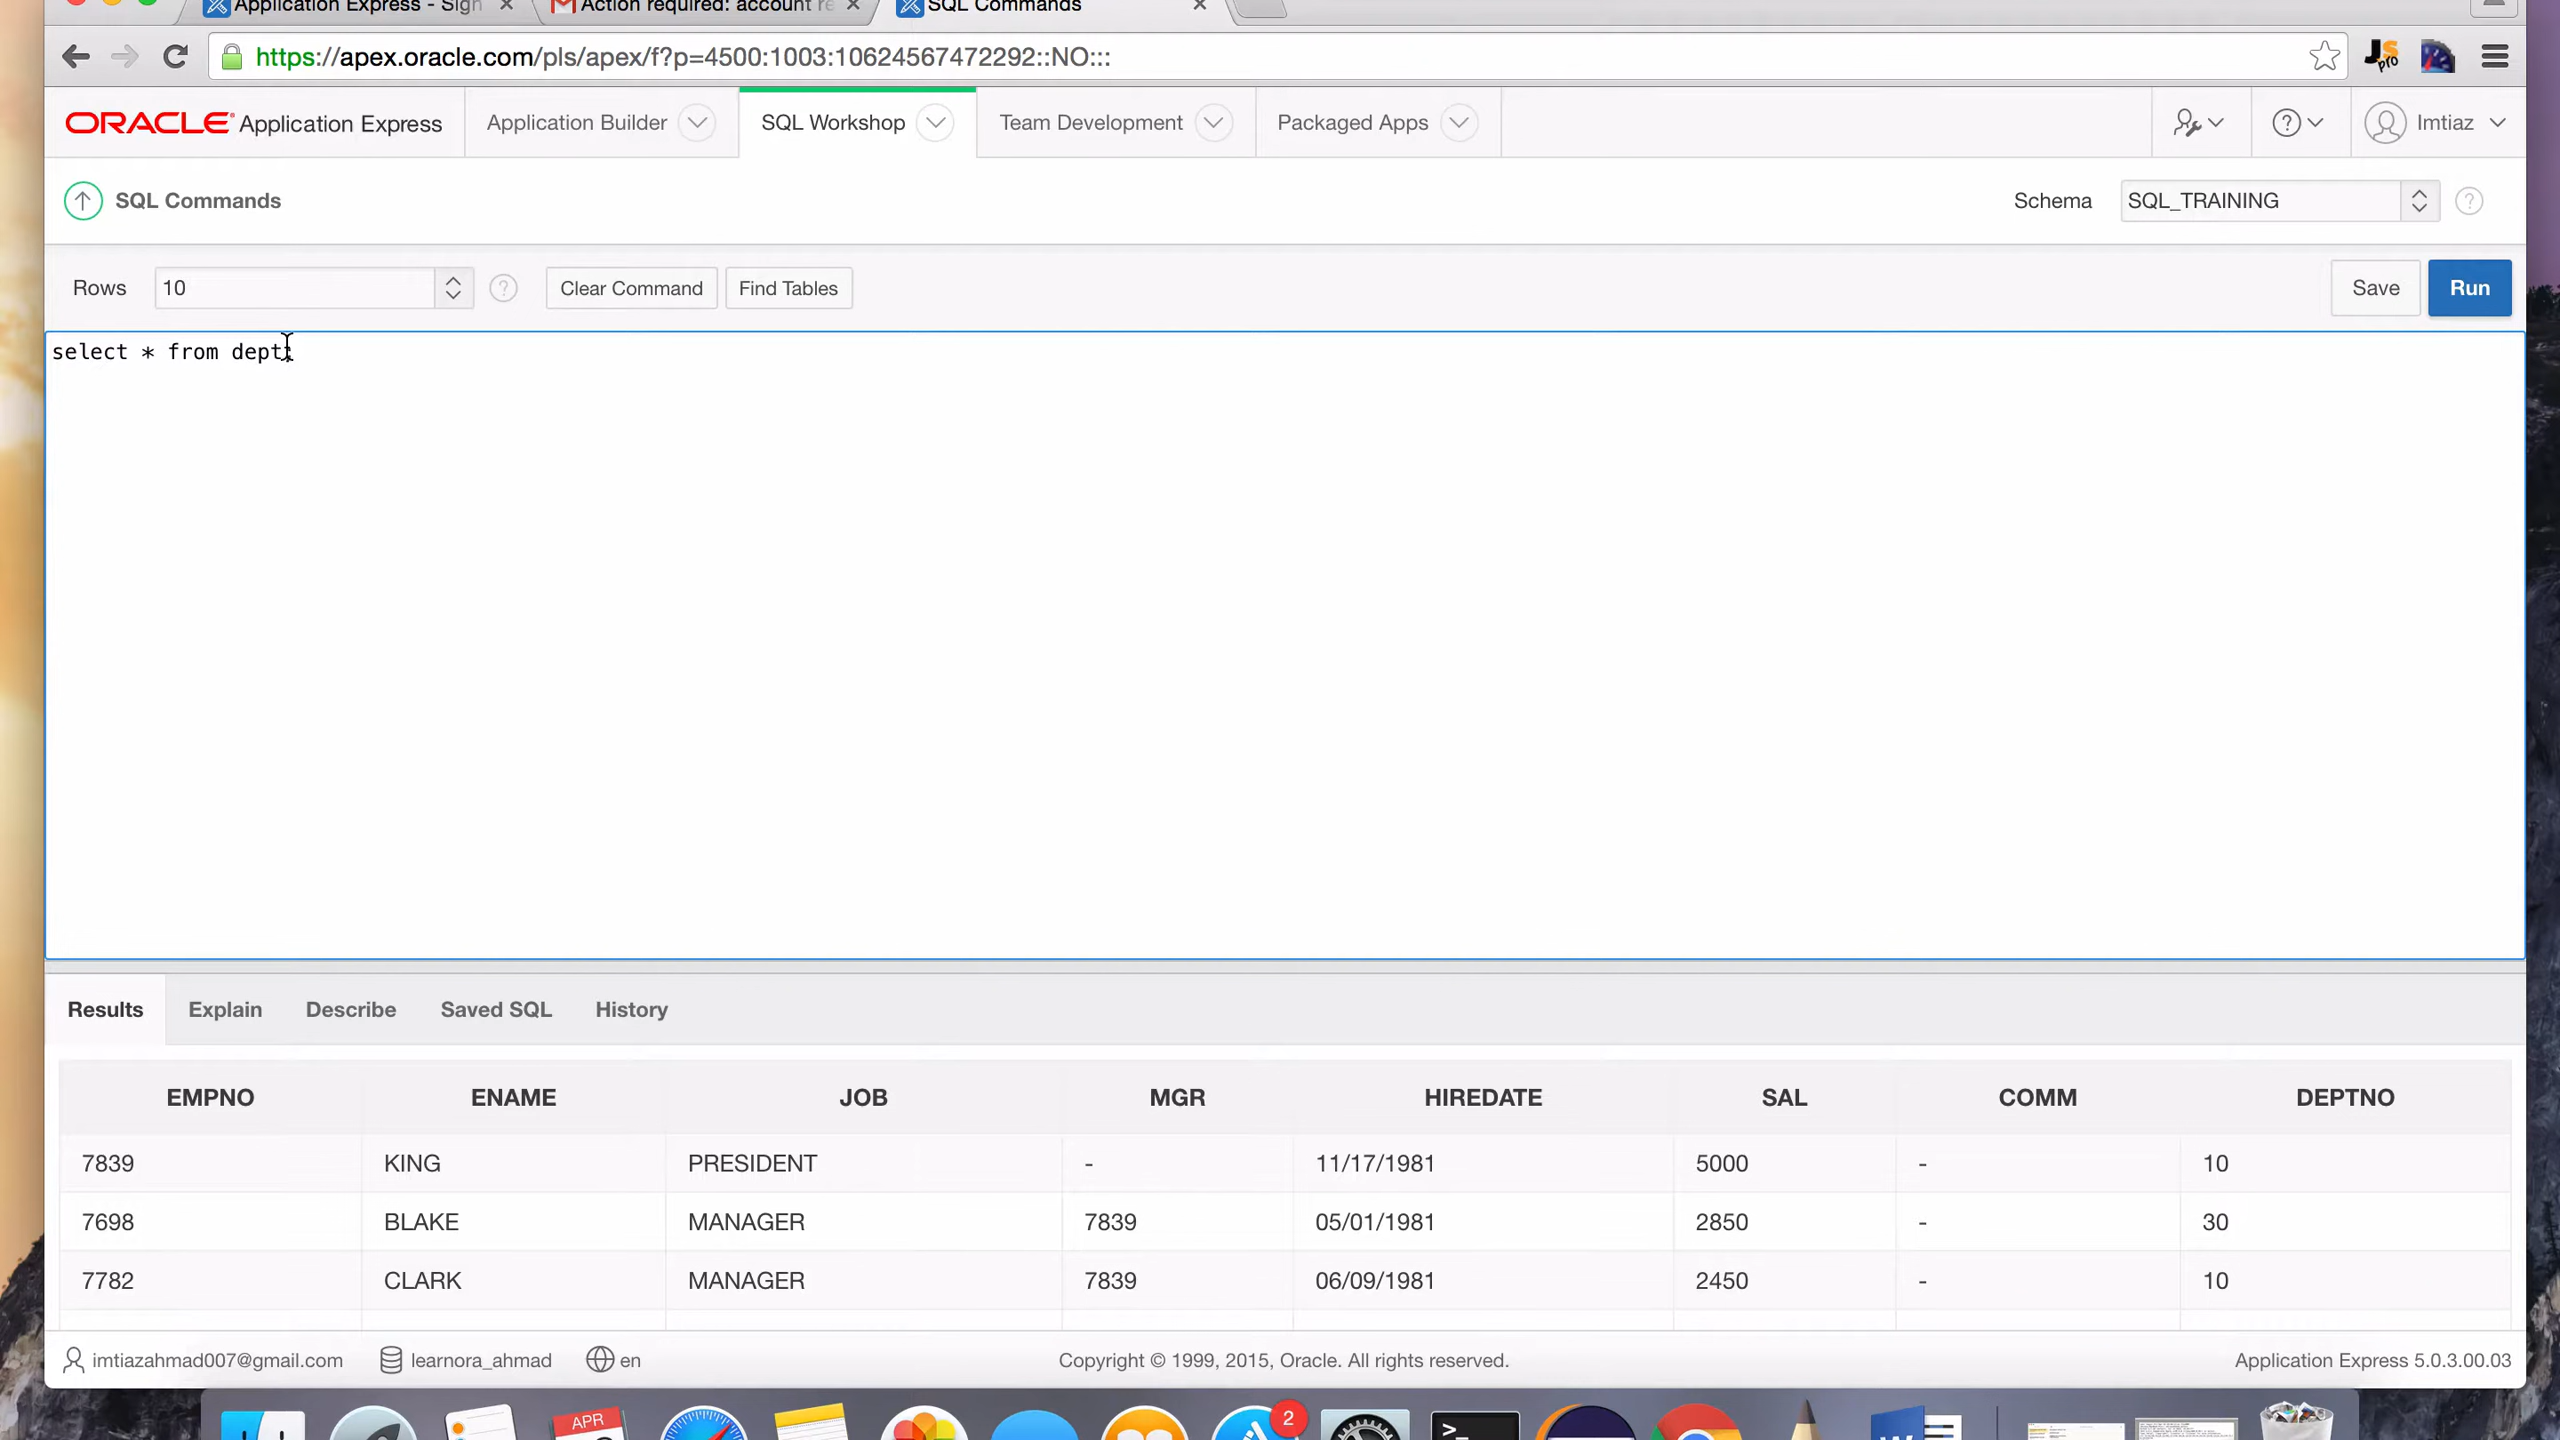 Application Express - Sign
Action required: account re
SQL Commands
https://apex.oracle.com/pls/apex/f?p=4500:1003:10624567472292::NO:::
JS pro
ORACLE Application Express
Application Builder
SQL Workshop
Team Development
Packaged Apps
Imtiaz
SQL Commands
Schema SQL_TRAINING
Rows 10
Clear Command
Find Tables
Save
Run
select * from dept
Results Explain Describe Saved SQL History
EMPNO ENAME JOB MGR HIREDATE SAL COMM DEPTNO
7839 KING PRESIDENT - 11/17/1981 5000 - 10
7698 BLAKE MANAGER 7839 05/01/1981 2850 - 30
7782 CLARK MANAGER 7839 06/09/1981 2450 - 10
imtiazahmad007@gmail.com learnora_ahmad en
Copyright © 1999, 2015, Oracle. All rights reserved.
Application Express 5.0.3.00.03
APR
2
>_